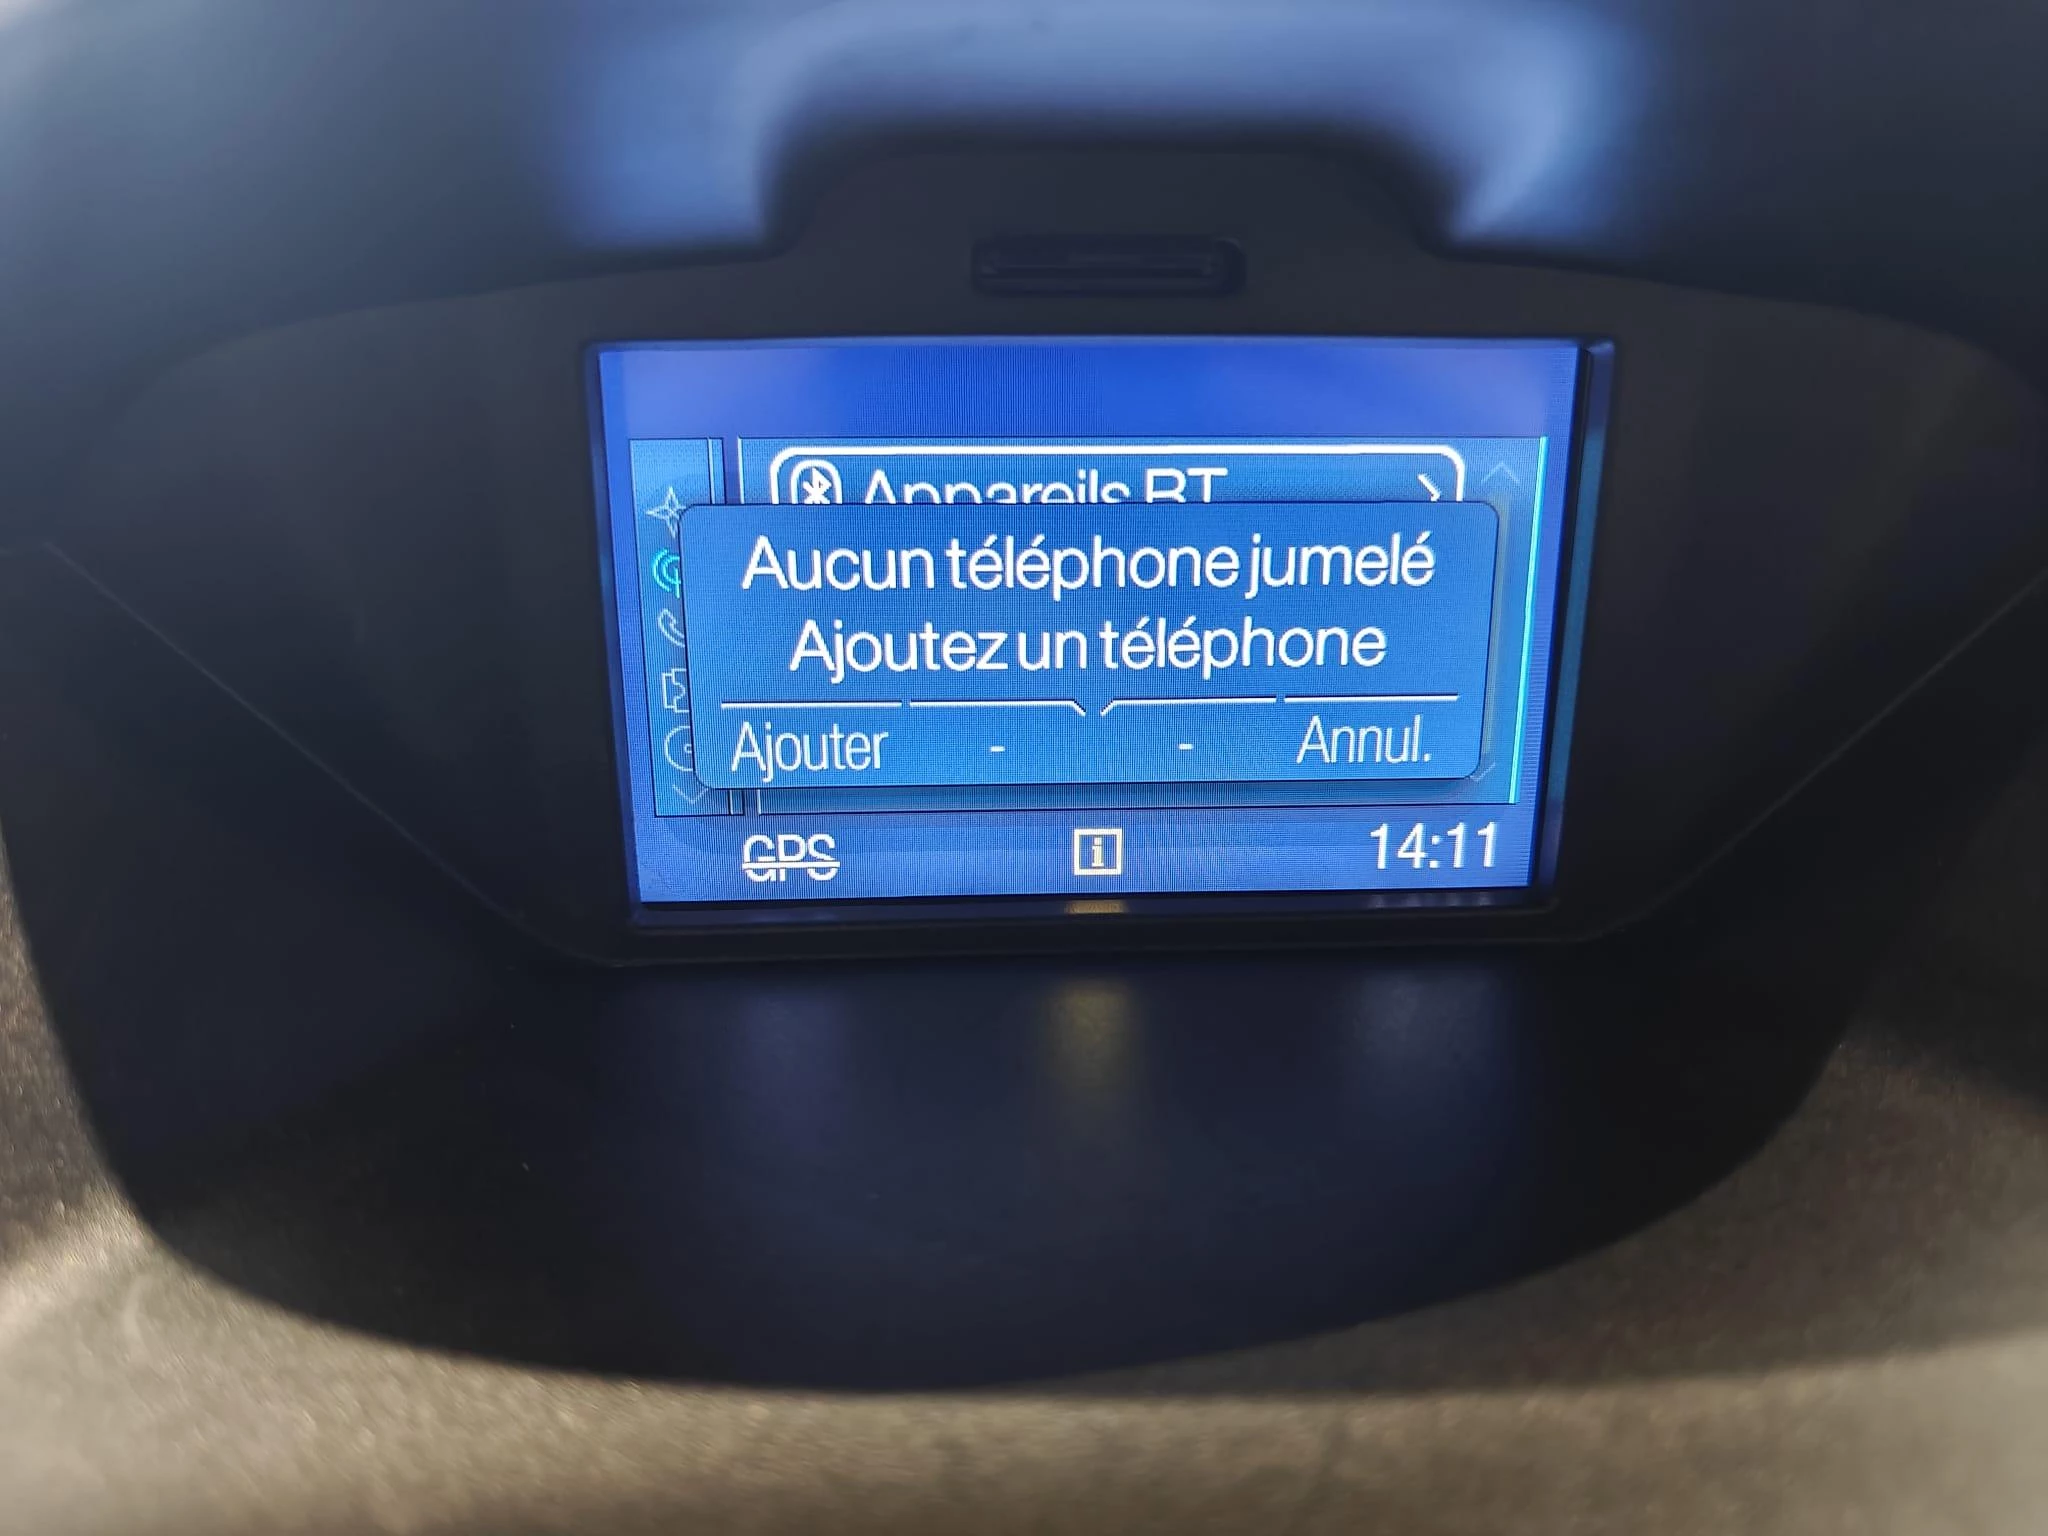 Appareils BT
Aucun téléphone jumelé
Ajoutez un téléphone
Ajouter - - Annul.
GPS i 14:11